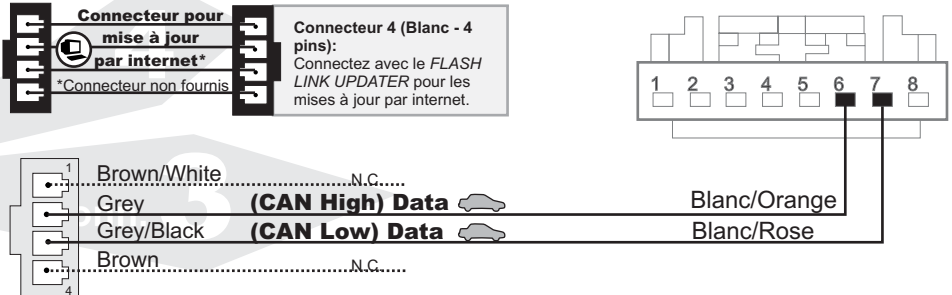 Connecteur pour
mise à jour
par internet*
*Connecteur non fournis
Connecteur 4 (Blanc - 4
pins):
Connectez avec le FLASH
LINK UPDATER pour les
mises à jour par internet.
1 2 3 4 5 6 7 8
1
Brown/White
N.C.
Grey
(CAN High) Data
Blanc/Orange
Grey/Black
(CAN Low) Data
Blanc/Rose
Brown
N.C.
4
3